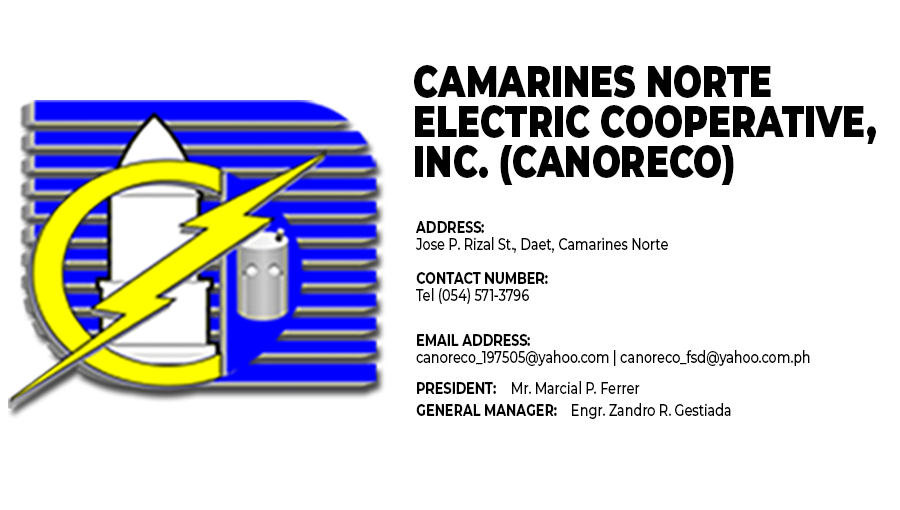 CAMARINES NORTE
ELECTRIC COOPERATIVE,
INC. (CANORECO)
ADDRESS:
Jose P. Rizal St., Daet, Camarines Norte
CONTACT NUMBER:
Tel (054) 571-3796
EMAIL ADDRESS:
canoreco_197505@yahoo.com | canoreco_fsd@yahoo.com.ph
PRESIDENT: Mr. Marcial P. Ferrer
GENERAL MANAGER: Engr. Zandro R. Gestiada